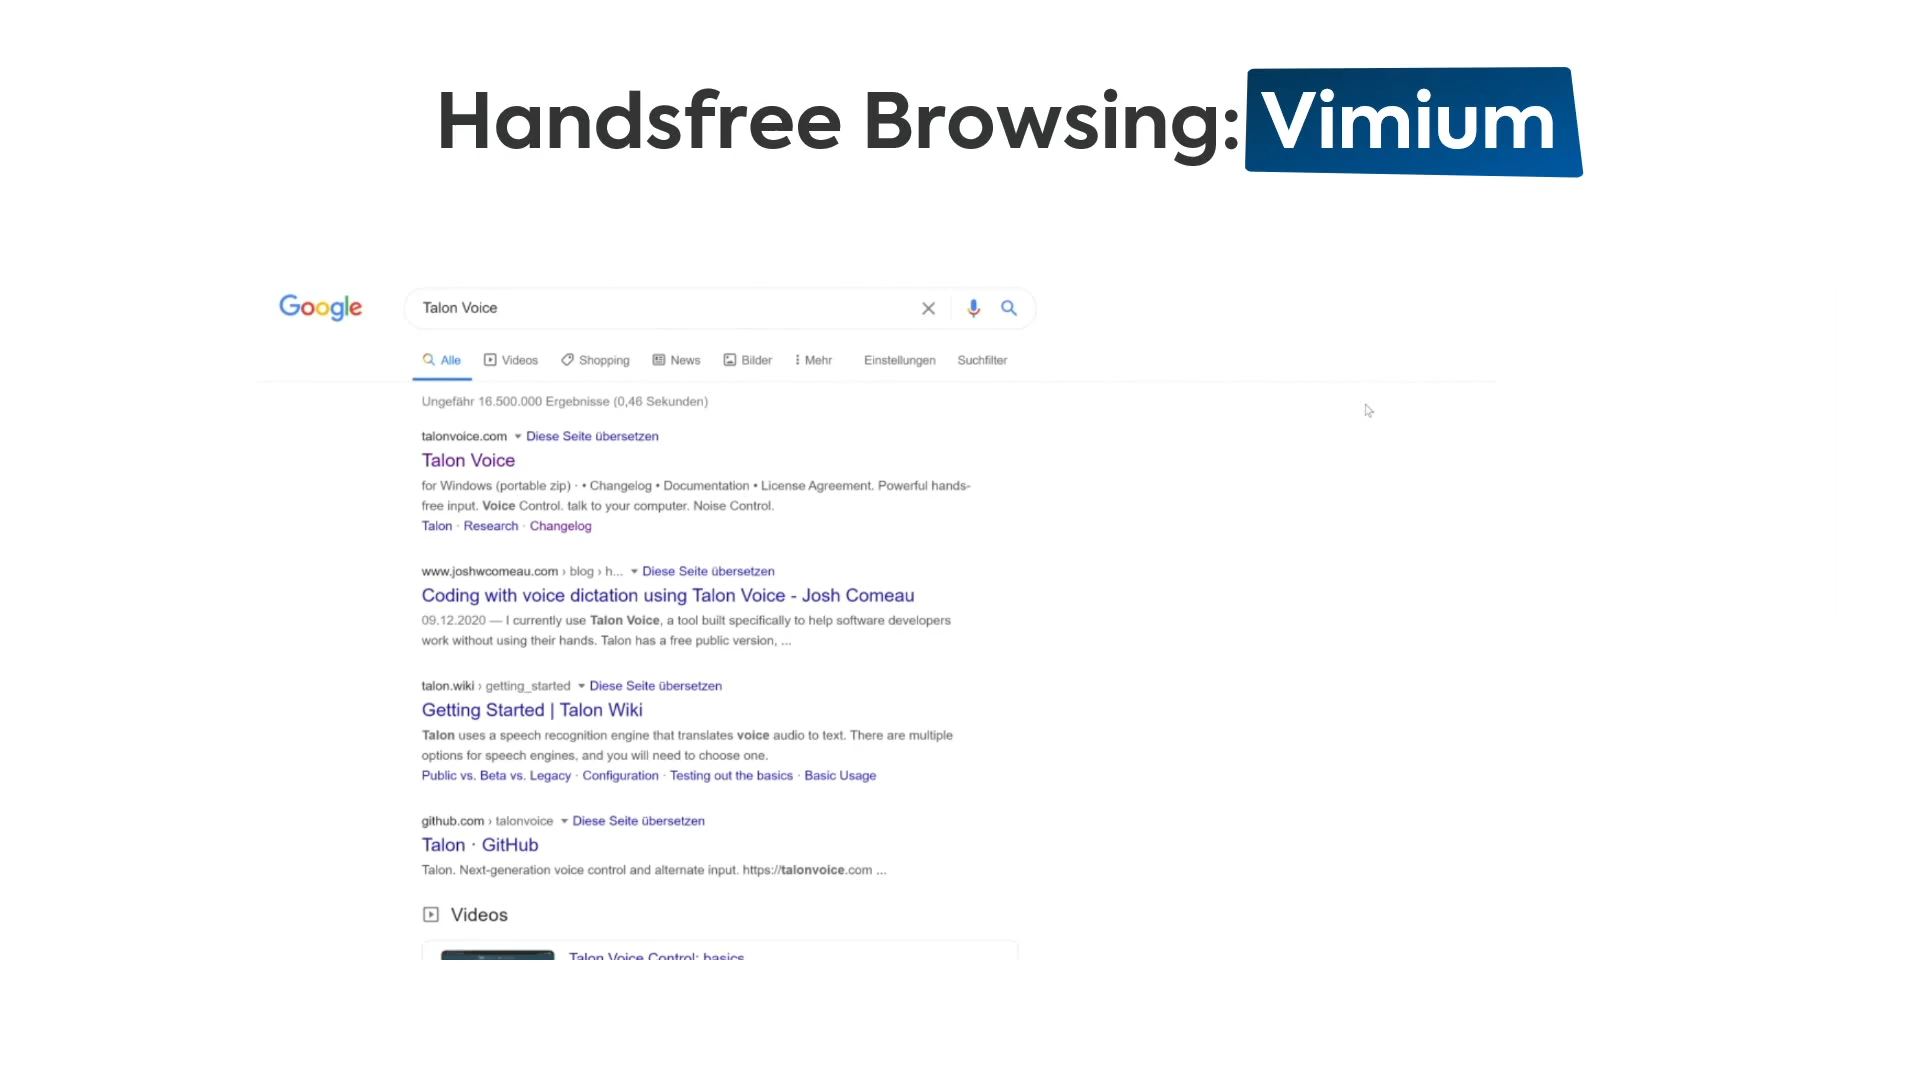 Handsfree Browsing: Vimium
Google
Talon Voice
Alle Videos Shopping News Bilder Mehr Einstellungen Suchfilter
Ungefähr 16.500.000 Ergebnisse (0,46 Sekunden)
talonvoice.com Diese Seite übersetzen
Talon Voice
for Windows (portable zip) · • Changelog • Documentation • License Agreement. Powerful hands-
free input. Voice Control. talk to your computer. Noise Control.
Talon · Research · Changelog
www.joshwcomeau.com › blog › h... Diese Seite übersetzen
Coding with voice dictation using Talon Voice - Josh Comeau
09.12.2020 — I currently use Talon Voice, a tool built specifically to help software developers
work without using their hands. Talon has a free public version, ...
talon.wiki › getting_started Diese Seite übersetzen
Getting Started | Talon Wiki
Talon uses a speech recognition engine that translates voice audio to text. There are multiple
options for speech engines, and you will need to choose one.
Public vs. Beta vs. Legacy · Configuration · Testing out the basics · Basic Usage
github.com › talonvoice Diese Seite übersetzen
Talon · GitHub
Talon. Next-generation voice control and alternate input. https://talonvoice.com ...
Videos
Talon Voice Control: basics